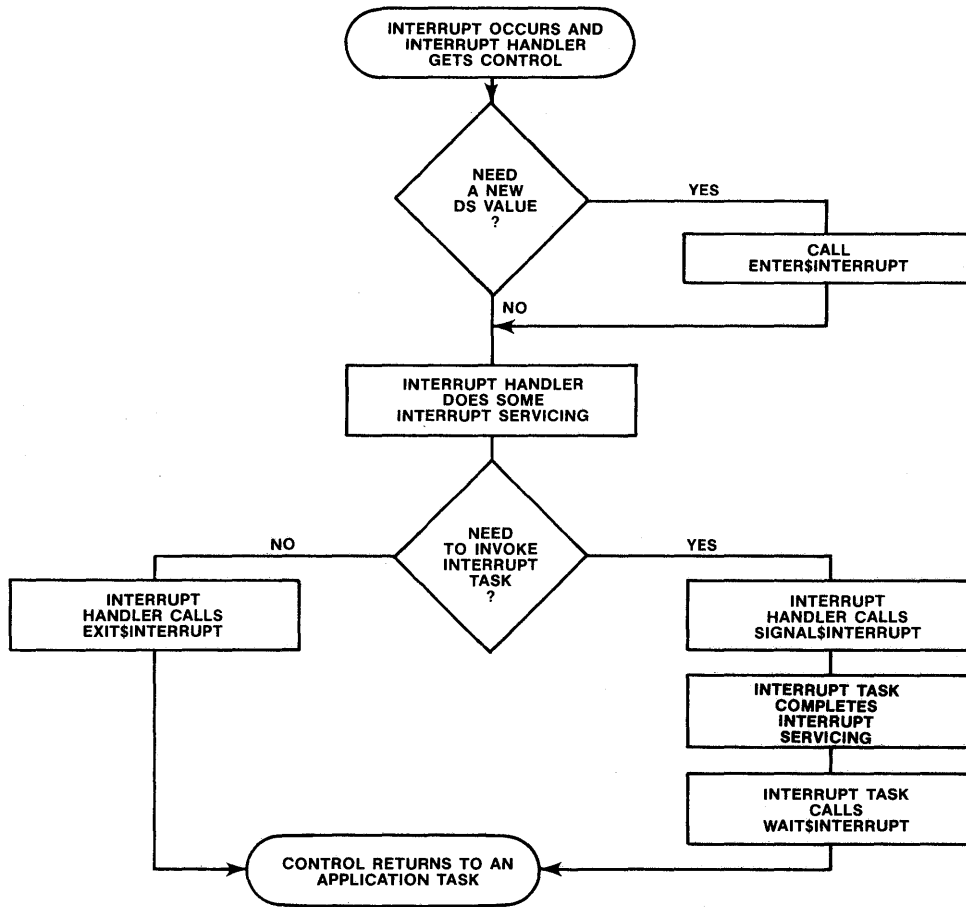 INTERRUPT OCCURS AND
INTERRUPT HANDLER
GETS CONTROL
NEED
A NEW
DS VALUE
?
YES
CALL
ENTER$INTERRUPT
NO
INTERRUPT HANDLER
DOES SOME
INTERRUPT SERVICING
NEED
TO INVOKE
INTERRUPT
TASK
?
NO
YES
INTERRUPT
HANDLER CALLS
EXIT$INTERRUPT
INTERRUPT
HANDLER CALLS
SIGNAL$INTERRUPT
INTERRUPT TASK
COMPLETES
INTERRUPT
SERVICING
INTERRUPT TASK
CALLS
WAIT$INTERRUPT
CONTROL RETURNS TO AN
APPLICATION TASK